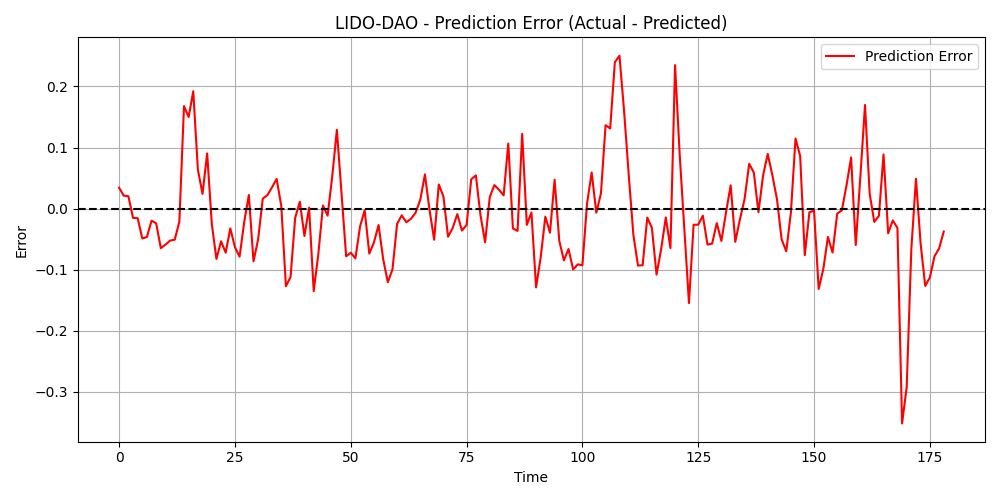 LIDO-DAO - Prediction Error (Actual - Predicted)
Prediction Error
Error
0.2
0.1
0.0
−0.1
−0.2
−0.3
0 25 50 75 100 125 150 175
Time